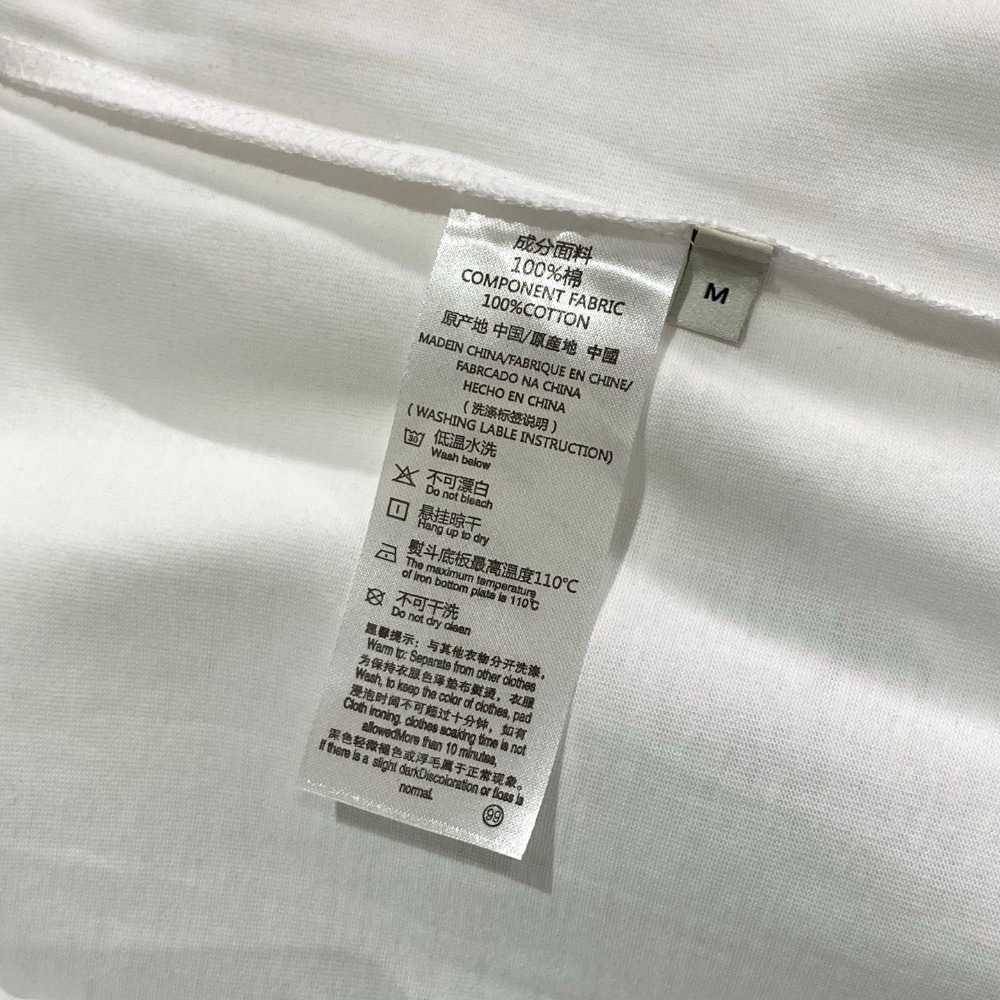 成分面料
100%棉
COMPONENT FABRIC
100%COTTON
原产地 中国/原產地 中國
MADEIN CHINA/FABRIQUE EN CHINE/
FABRCADO NA CHINA
HECHO EN CHINA
(洗涤标签说明)
(WASHING LABLE INSTRUCTION)
30 低温水洗
Wash below
不可漂白
Do not bleach
悬挂晾干
Hang up to dry
熨斗底板最高温度110℃
The maximum temperature
of iron bottom plate is 110℃
不可干洗
Do not dry clean
温馨提示：与其他衣物分开洗涤，
Warm tp: Separate from other clothes
为保持衣服色泽垫布熨烫，衣服
Wash, to keep the color of clothes, pad
浸泡时间不可超过十分钟，如有
Cloth ironing, clothes soaking time is not
allowedMore than 10 minutes,
深色轻微褪色或浮毛属于正常现象。
If there is a slight darkDiscoloration or floss is
normal.
99
M